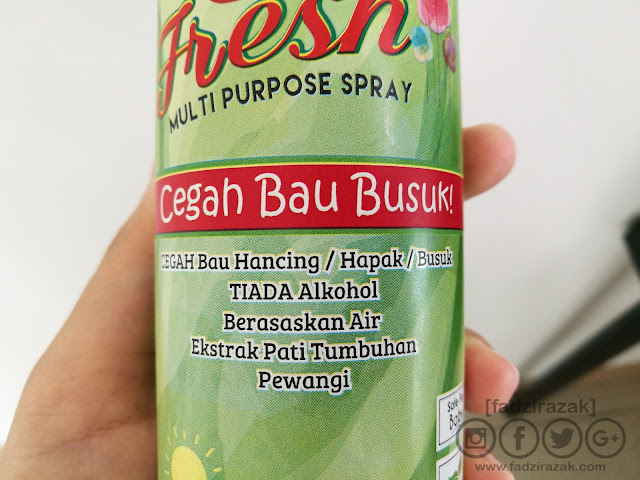 Fresh
MULTI PURPOSE SPRAY
Cegah Bau Busuk!
CEGAH Bau Hancing / Hapak / Busuk
TIADA Alkohol
Berasaskan Air
Ekstrak Pati Tumbuhan
Pewangi
[fadzirazak]
www.fadzirazak.com